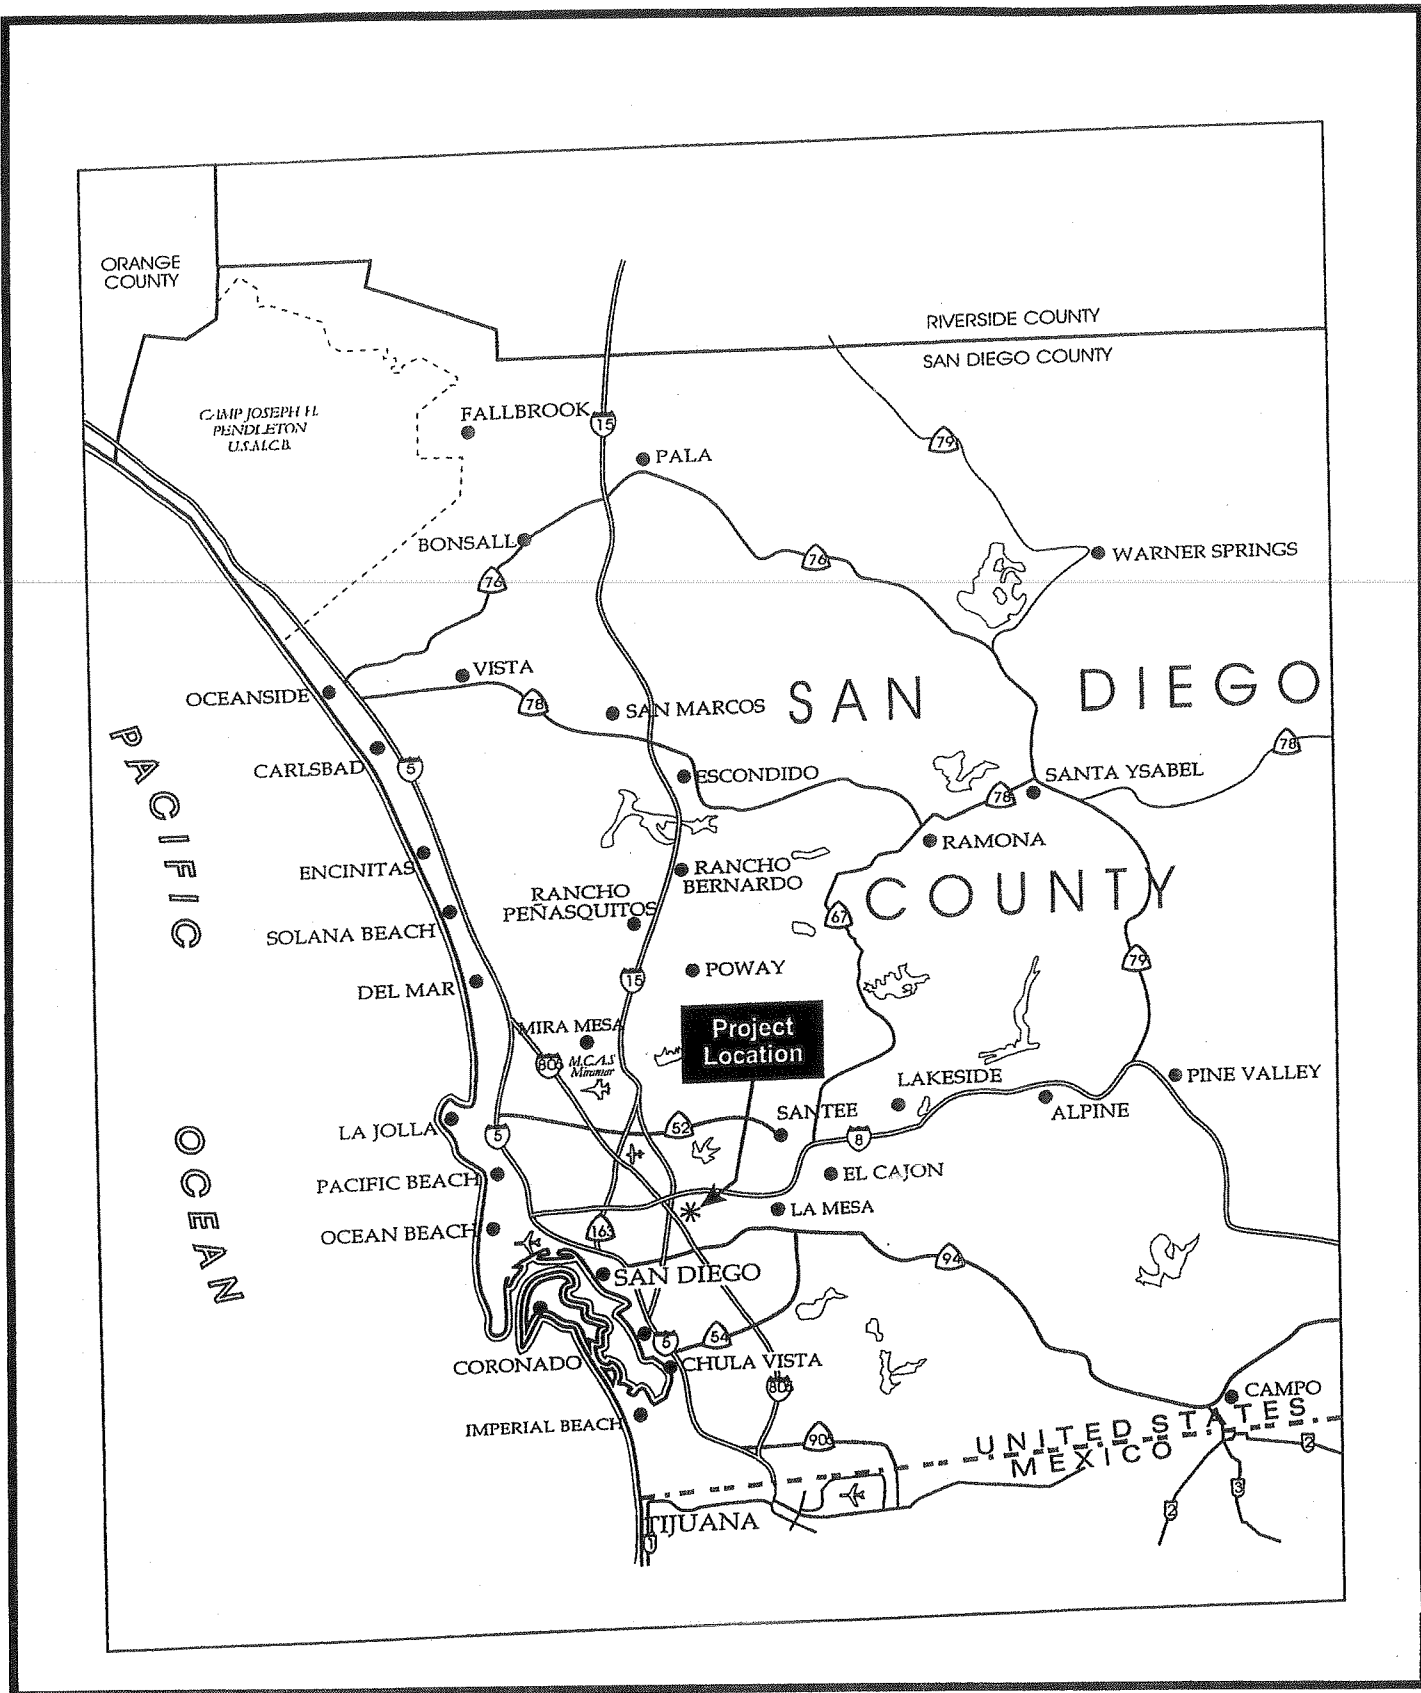 ORANGE
COUNTY
RIVERSIDE COUNTY
SAN DIEGO COUNTY
CAMP JOSEPH H.
PENDLETON
U.S.M.C.B.
FALLBROOK
15
PALA
79
BONSALL
76
76
WARNER SPRINGS
VISTA
OCEANSIDE
78
SAN MARCOS
SAN DIEGO
COUNTY
78
CARLSBAD
5
ESCONDIDO
78
SANTA YSABEL
RAMONA
ENCINITAS
RANCHO
BERNARDO
RANCHO
PEÑASQUITOS
67
SOLANA BEACH
79
DEL MAR
15
POWAY
MIRA MESA
Project
Location
805
M.C.A.S
Miramar
LAKESIDE
PINE VALLEY
ALPINE
SANTEE
LA JOLLA
5
52
8
PACIFIC BEACH
EL CAJON
LA MESA
OCEAN BEACH
163
94
SAN DIEGO
PACIFIC
OCEAN
5
54
CORONADO
CHULA VISTA
805
CAMPO
IMPERIAL BEACH
905
UNITED STATES
MEXICO
2
3
2
TIJUANA
1